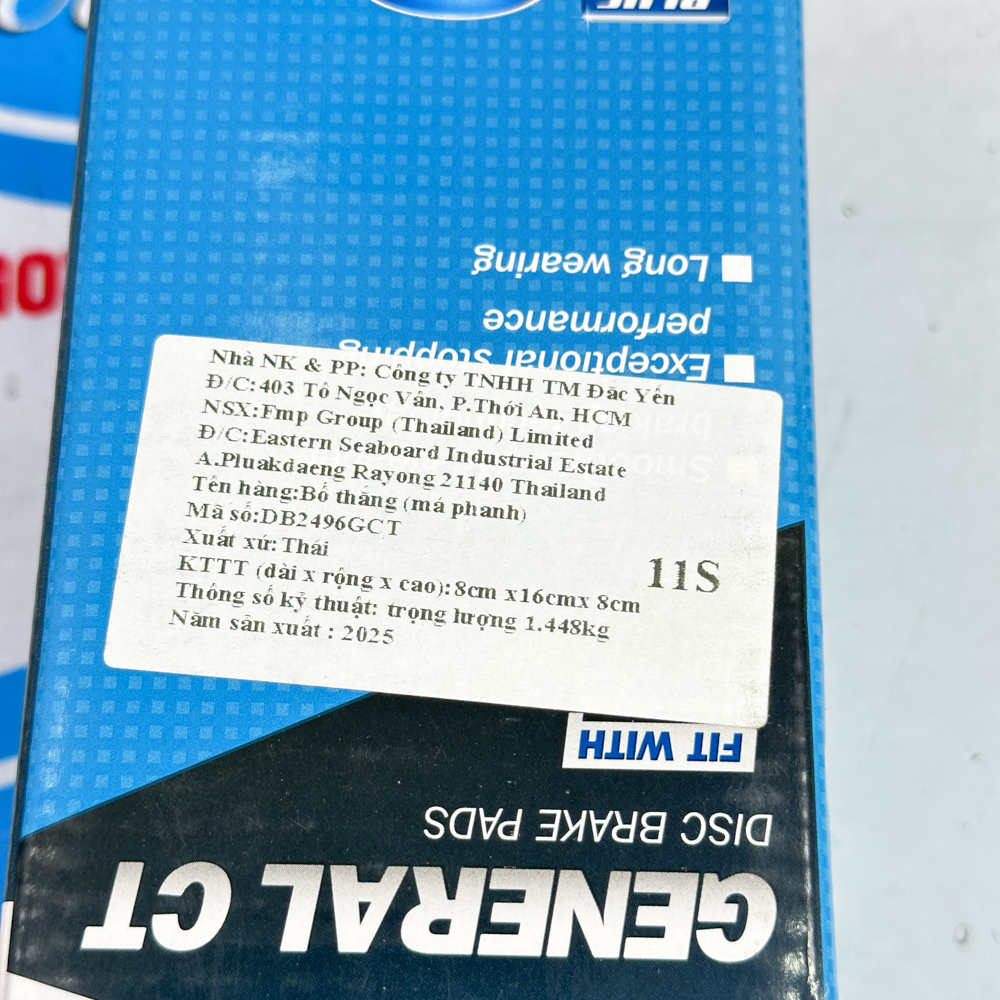 BLUE
Long wearing
performance
Exceptional stopping
Nhà NK & PP: Công ty TNHH TM Đắc Yến
Đ/C:403 Tô Ngọc Vân, P.Thới An, HCM
NSX:Fmp Group (Thailand) Limited
Đ/C:Eastern Seaboard Industrial Estate
A.Pluakdaeng Rayong 21140 Thailand
Tên hàng:Bố thắng (má phanh)
Mã số:DB2496GCT
Xuất xứ: Thái
11S
KTTT (dài x rộng x cao):8cm x16cmx 8cm
Thông số kỹ thuật: trọng lượng 1.448kg
Năm sản xuất : 2025
FIT WITH
DISC BRAKE PADS
GENERAL CT